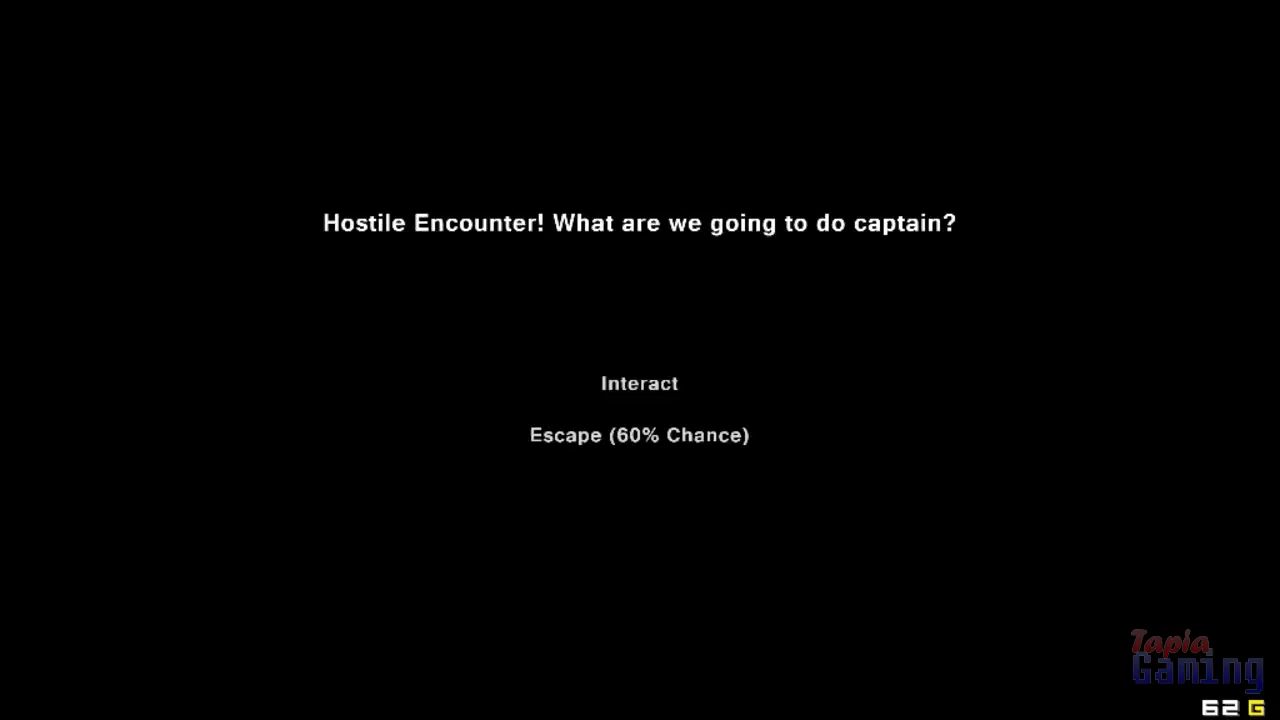 Hostile Encounter! What are we going to do captain?
Interact
Escape (60% Chance)
Tapia
Gaming
62 G